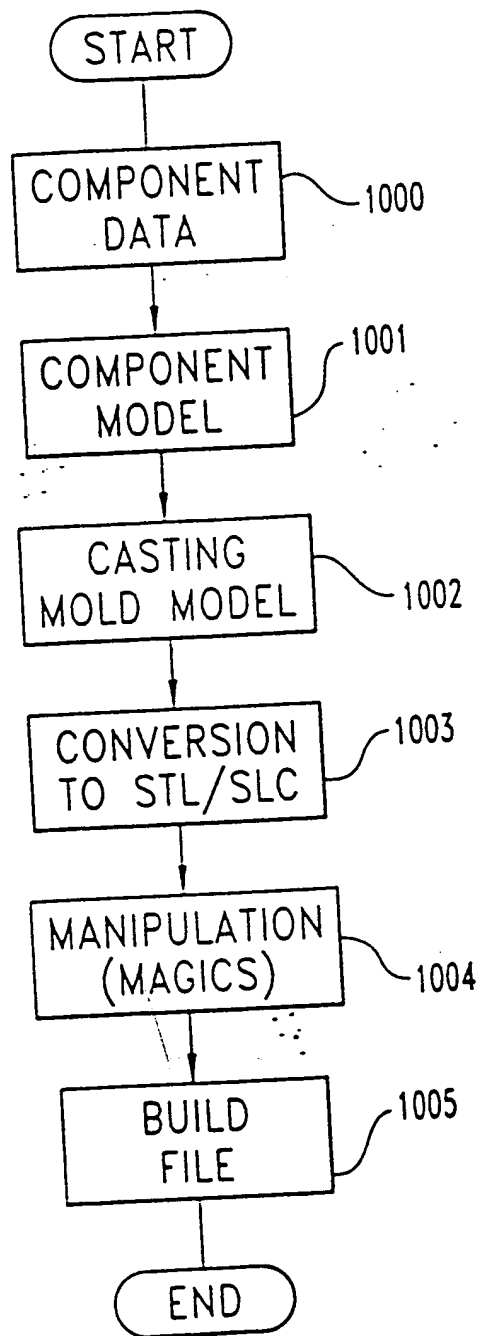 START
COMPONENT
DATA
1000
COMPONENT
MODEL
1001
CASTING
MOLD MODEL
1002
CONVERSION
TO STL/SLC
1003
MANIPULATION
(MAGICS)
1004
BUILD
FILE
1005
END